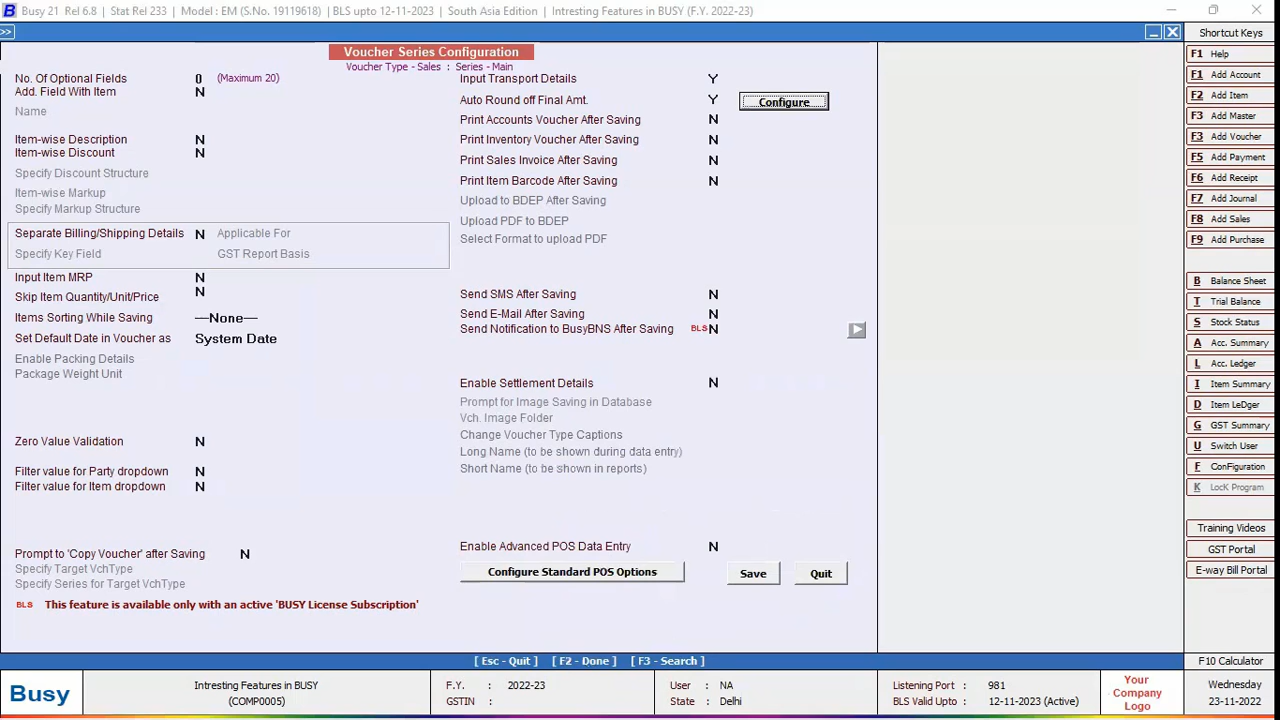 Busy 21 Rel 6.8 | Stat Rel 233 | Model : EM (S.No. 19119618) | BLS upto 12-11-2023 | South Asia Edition | Intresting Features in BUSY (F.Y. 2022-23)
>>
Voucher Series Configuration
Voucher Type - Sales : Series - Main
No. Of Optional Fields 0 (Maximum 20)
Add. Field With Item N
Name
Item-wise Description N
Item-wise Discount N
Specify Discount Structure
Item-wise Markup
Specify Markup Structure
Separate Billing/Shipping Details N Applicable For
Specify Key Field GST Report Basis
Input Item MRP N
Skip Item Quantity/Unit/Price N
Items Sorting While Saving —None—
Set Default Date in Voucher as System Date
Enable Packing Details
Package Weight Unit
Zero Value Validation N
Filter value for Party dropdown N
Filter value for Item dropdown N
Prompt to 'Copy Voucher' after Saving N
Specify Target VchType
Specify Series for Target VchType
BLS This feature is available only with an active 'BUSY License Subscription'
Input Transport Details Y
Auto Round off Final Amt. Y Configure
Print Accounts Voucher After Saving N
Print Inventory Voucher After Saving N
Print Sales Invoice After Saving N
Print Item Barcode After Saving N
Upload to BDEP After Saving
Upload PDF to BDEP
Select Format to upload PDF
Send SMS After Saving N
Send E-Mail After Saving N
Send Notification to BusyBNS After Saving BLS N
Enable Settlement Details N
Prompt for Image Saving in Database
Vch. Image Folder
Change Voucher Type Captions
Long Name (to be shown during data entry)
Short Name (to be shown in reports)
Enable Advanced POS Data Entry N
Configure Standard POS Options Save Quit
Shortcut Keys
F1 Help
F1 Add Account
F2 Add Item
F3 Add Master
F3 Add Voucher
F5 Add Payment
F6 Add Receipt
F7 Add Journal
F8 Add Sales
F9 Add Purchase
B Balance Sheet
T Trial Balance
S Stock Status
A Acc. Summary
L Acc. Ledger
I Item Summary
D Item LeDger
G GST Summary
U Switch User
F ConFiguration
K LocK Program
Training Videos
GST Portal
E-way Bill Portal
[ Esc - Quit ] [ F2 - Done ] [ F3 - Search ]
F10 Calculator
Busy
Intresting Features in BUSY
(COMP0005)
F.Y. : 2022-23
GSTIN :
User : NA
State : Delhi
Listening Port : 981
BLS Valid Upto : 12-11-2023 (Active)
Your
Company
Logo
Wednesday
23-11-2022